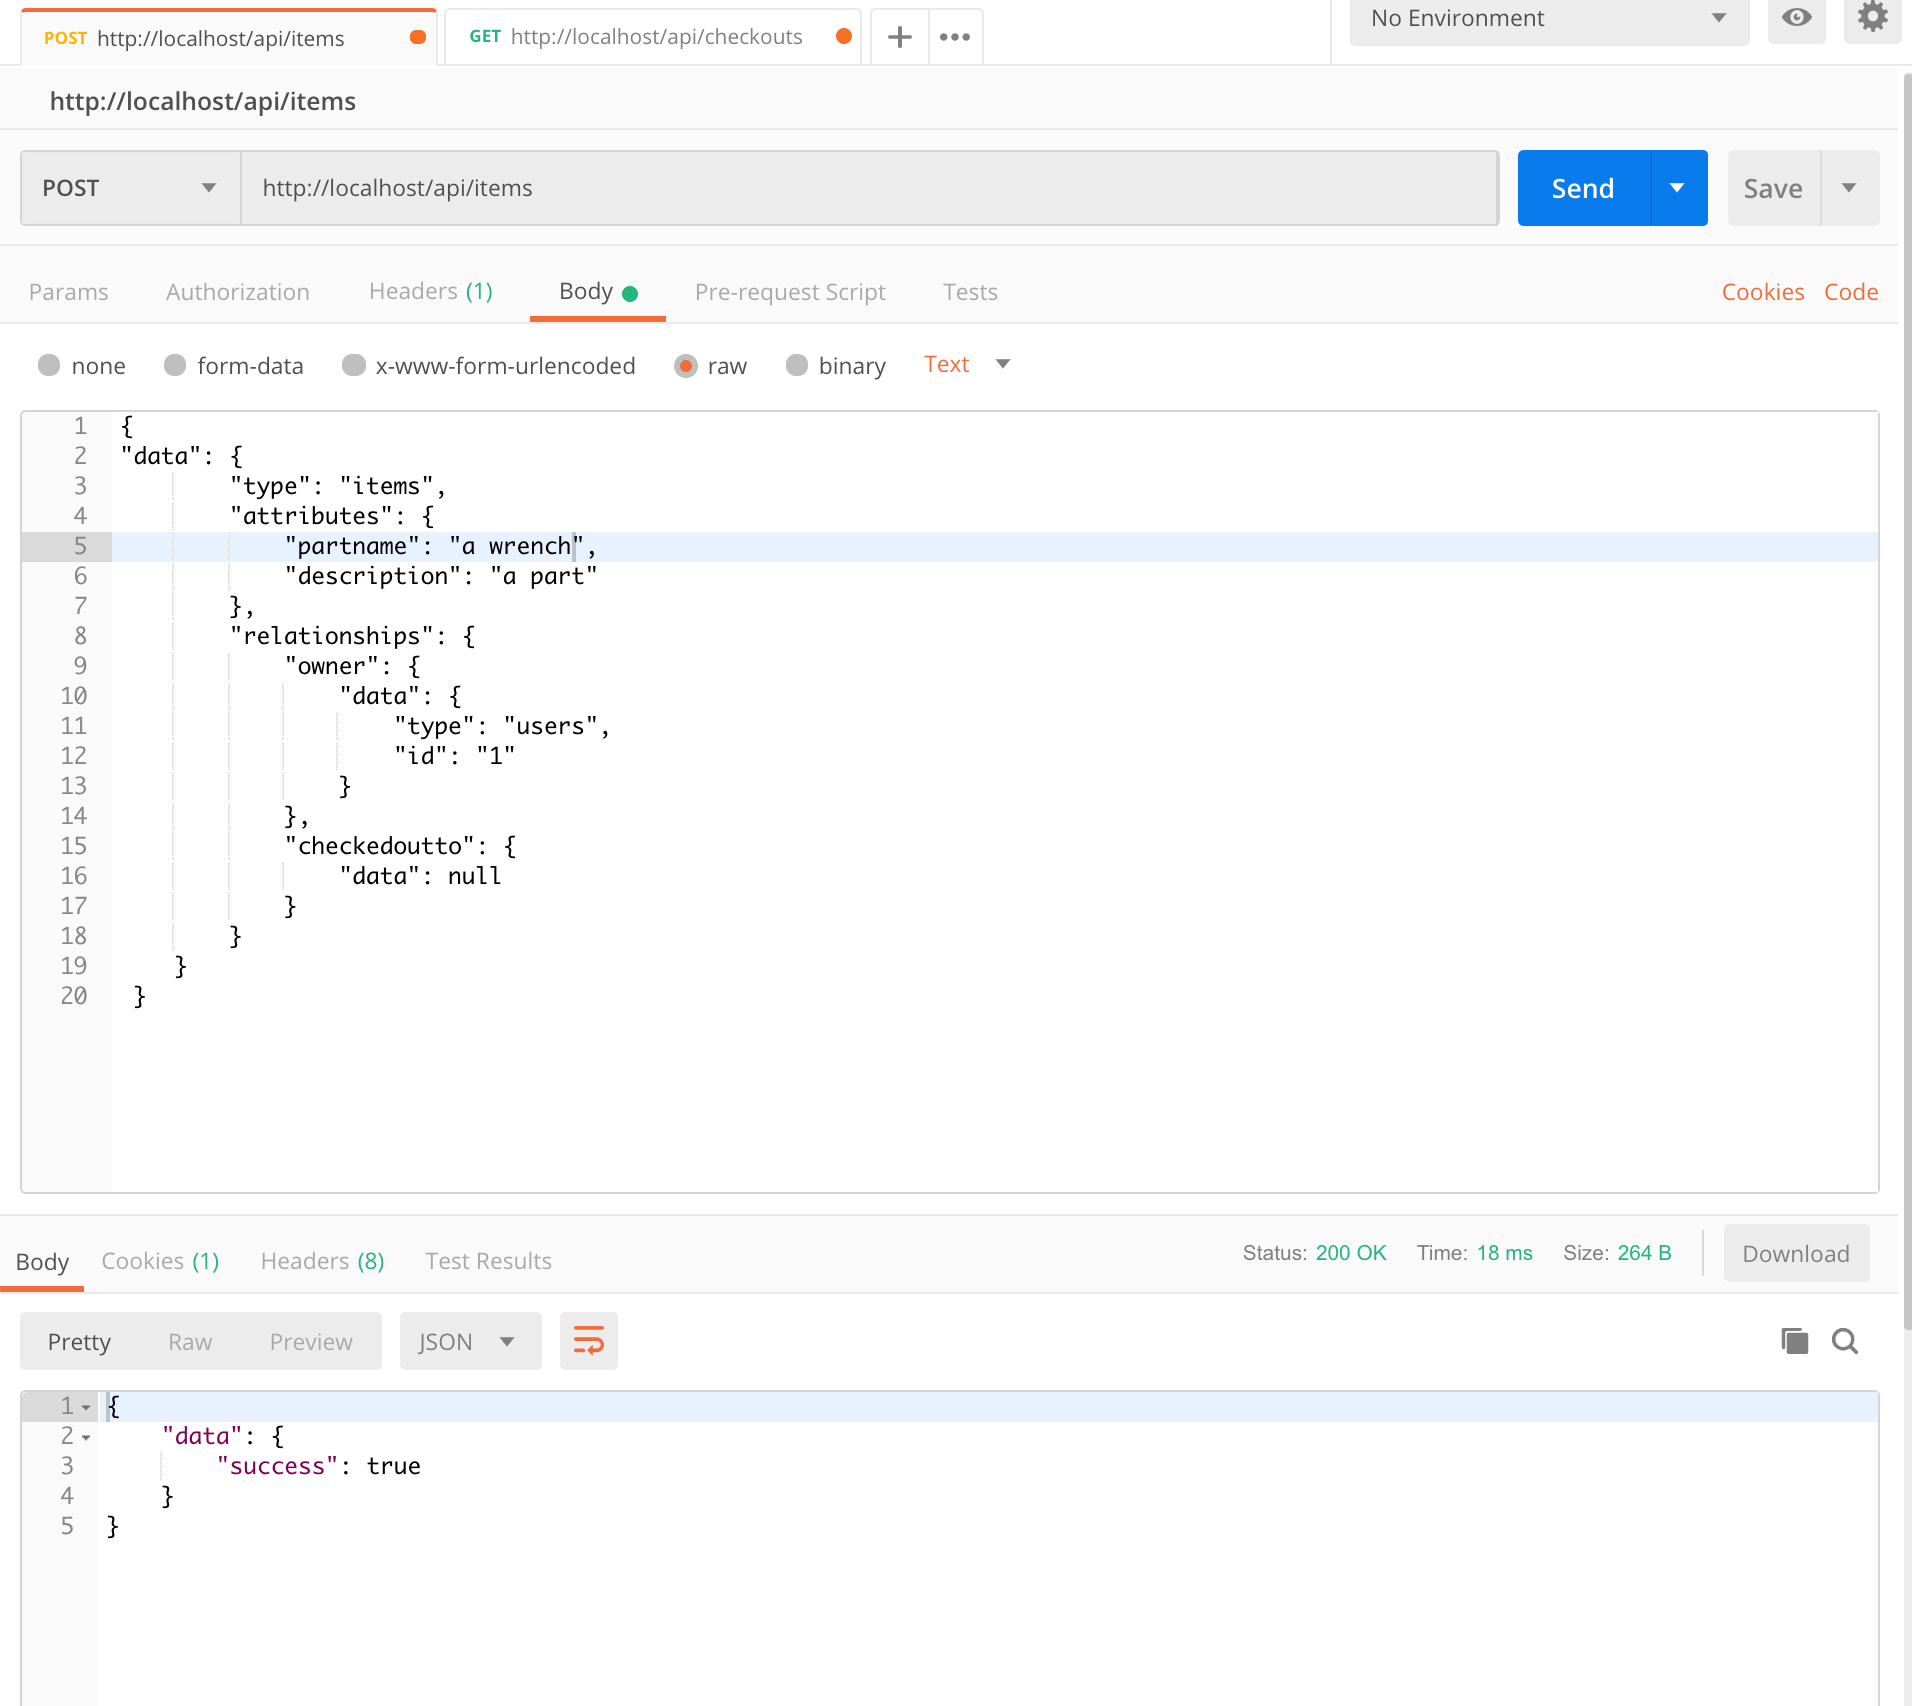 POST http://localhost/api/items GET http://localhost/api/checkouts No Environment
http://localhost/api/items
POST http://localhost/api/items Send Save
Params Authorization Headers (1) Body Pre-request Script Tests Cookies Code
none form-data x-www-form-urlencoded raw binary Text
1 {
2 "data": {
3 "type": "items",
4 "attributes": {
5 "partname": "a wrench",
6 "description": "a part"
7 },
8 "relationships": {
9 "owner": {
10 "data": {
11 "type": "users",
12 "id": "1"
13 }
14 },
15 "checkedoutto": {
16 "data": null
17 }
18 }
19 }
20 }
Body Cookies (1) Headers (8) Test Results Status: 200 OK Time: 18 ms Size: 264 B Download
Pretty Raw Preview JSON
1 {
2 "data": {
3 "success": true
4 }
5 }